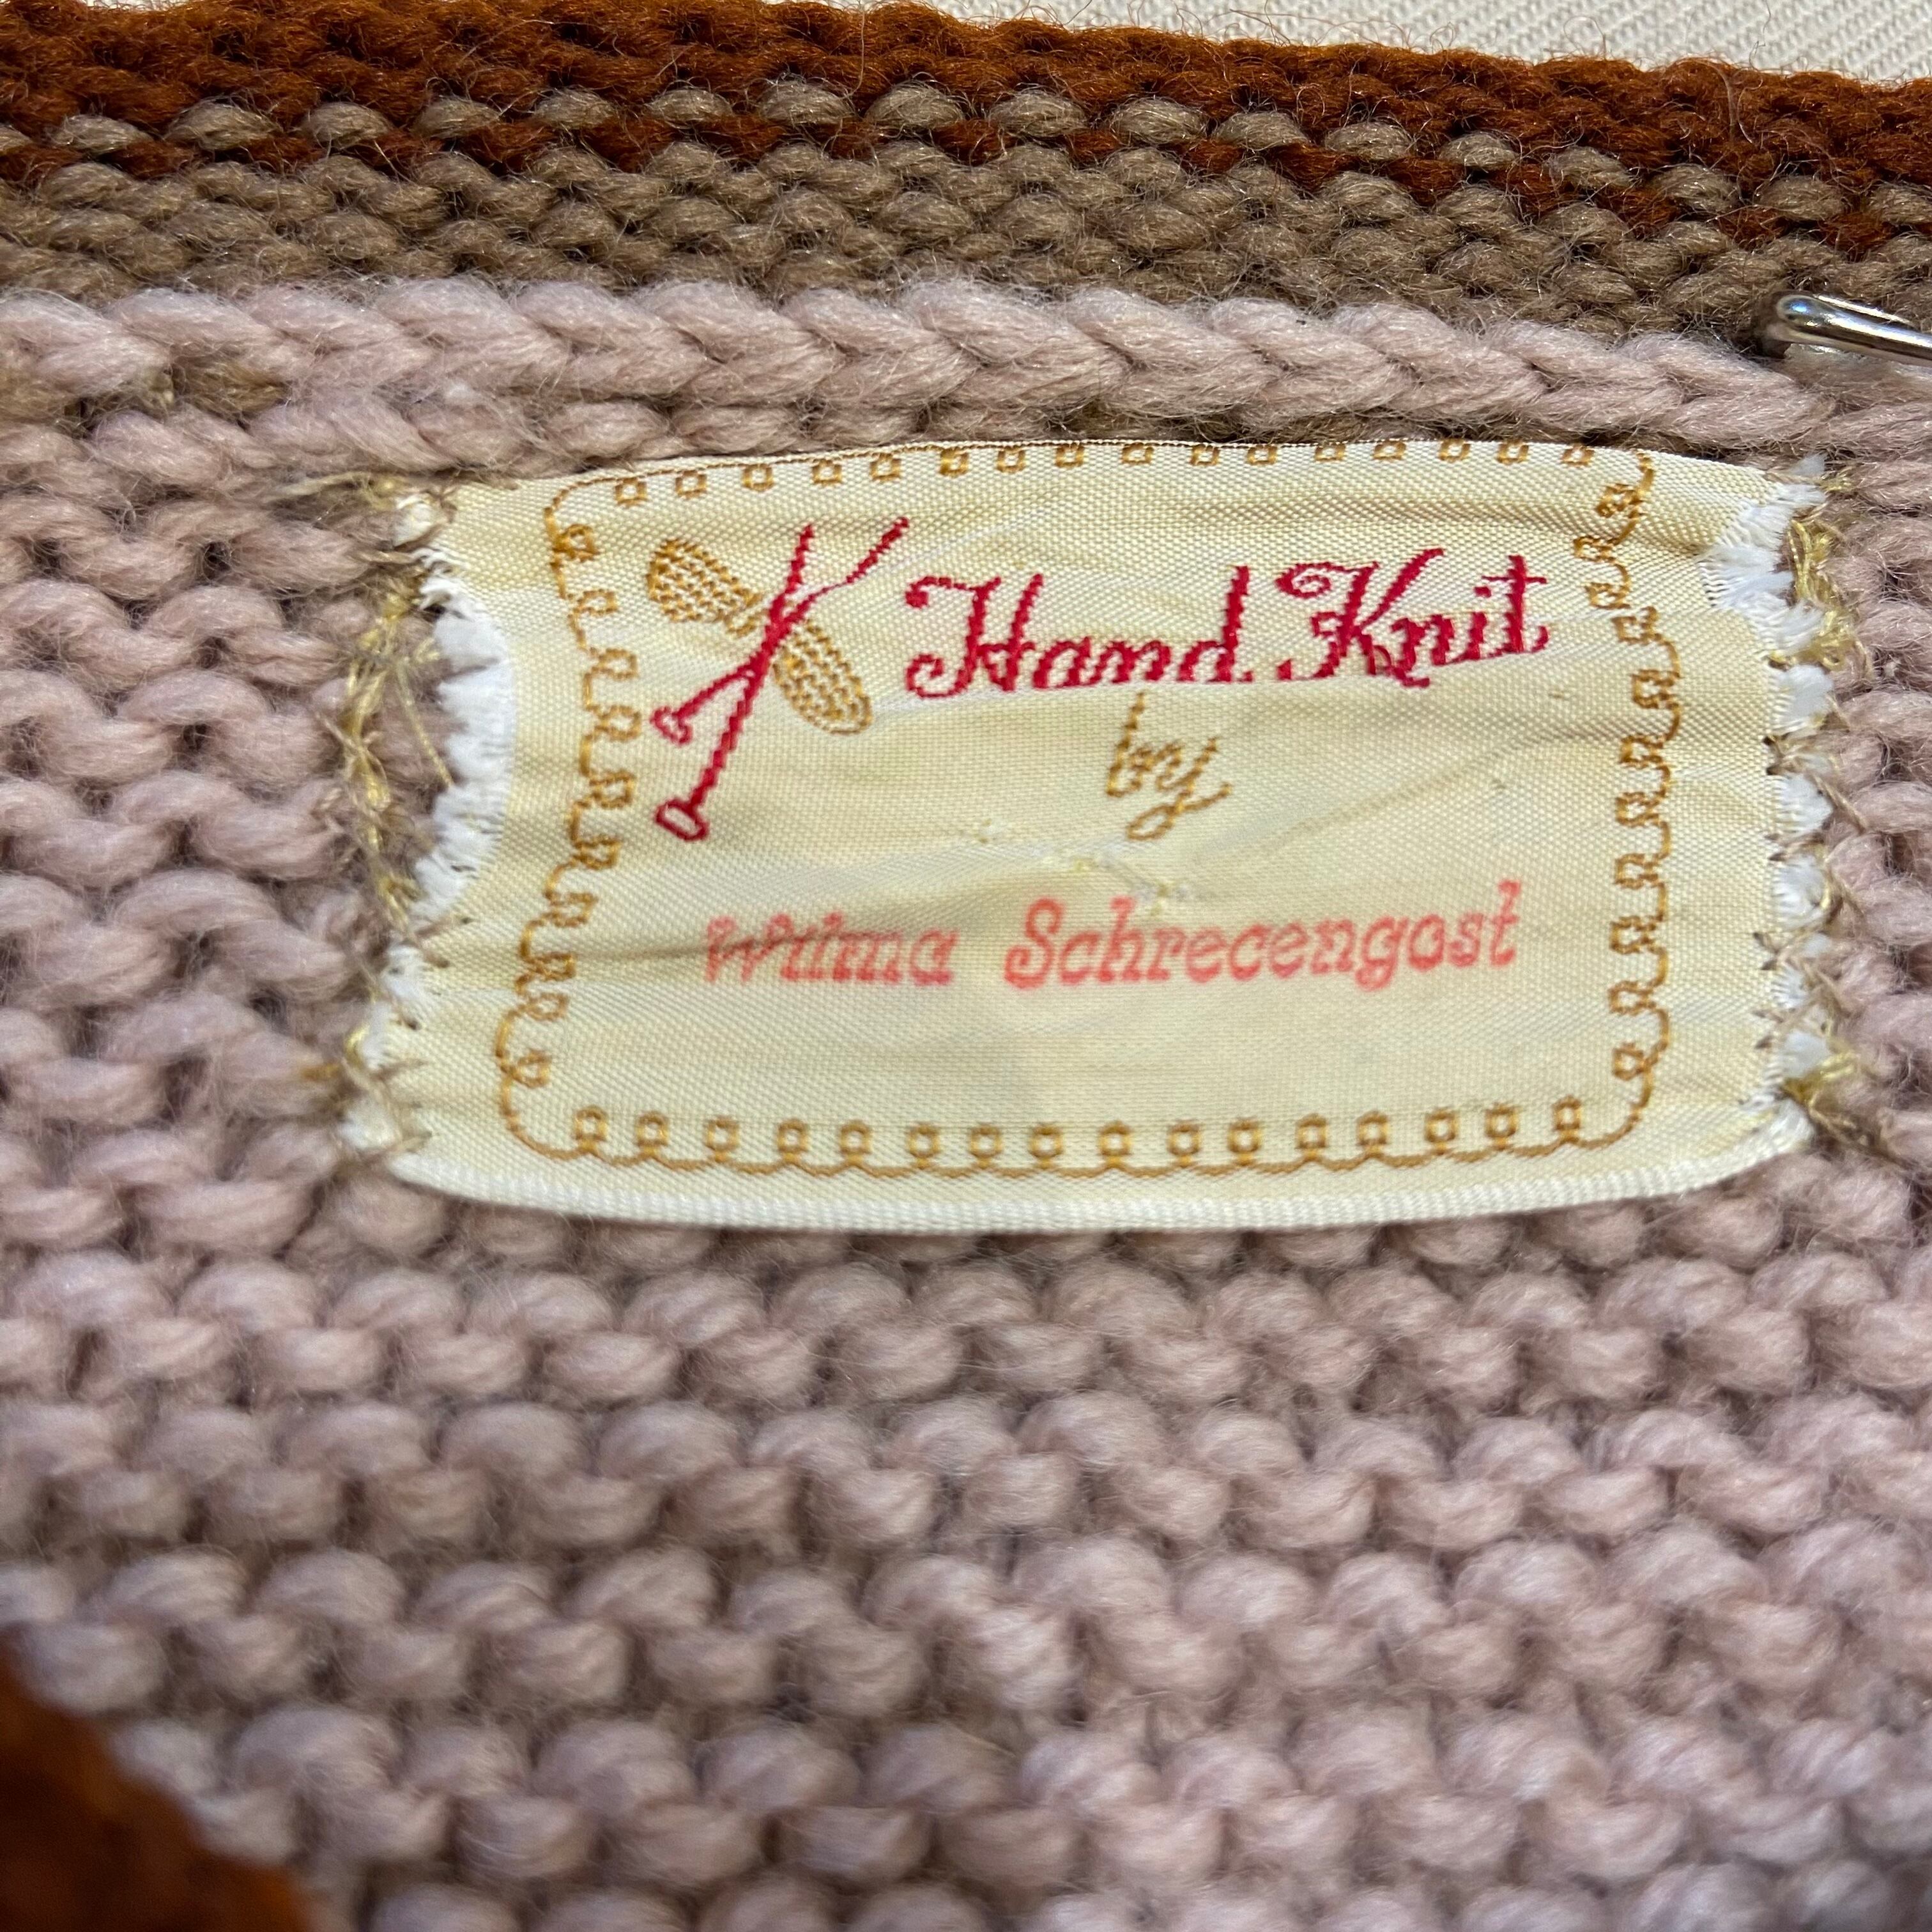 Hand Knit
by
Wilma Schrecengost